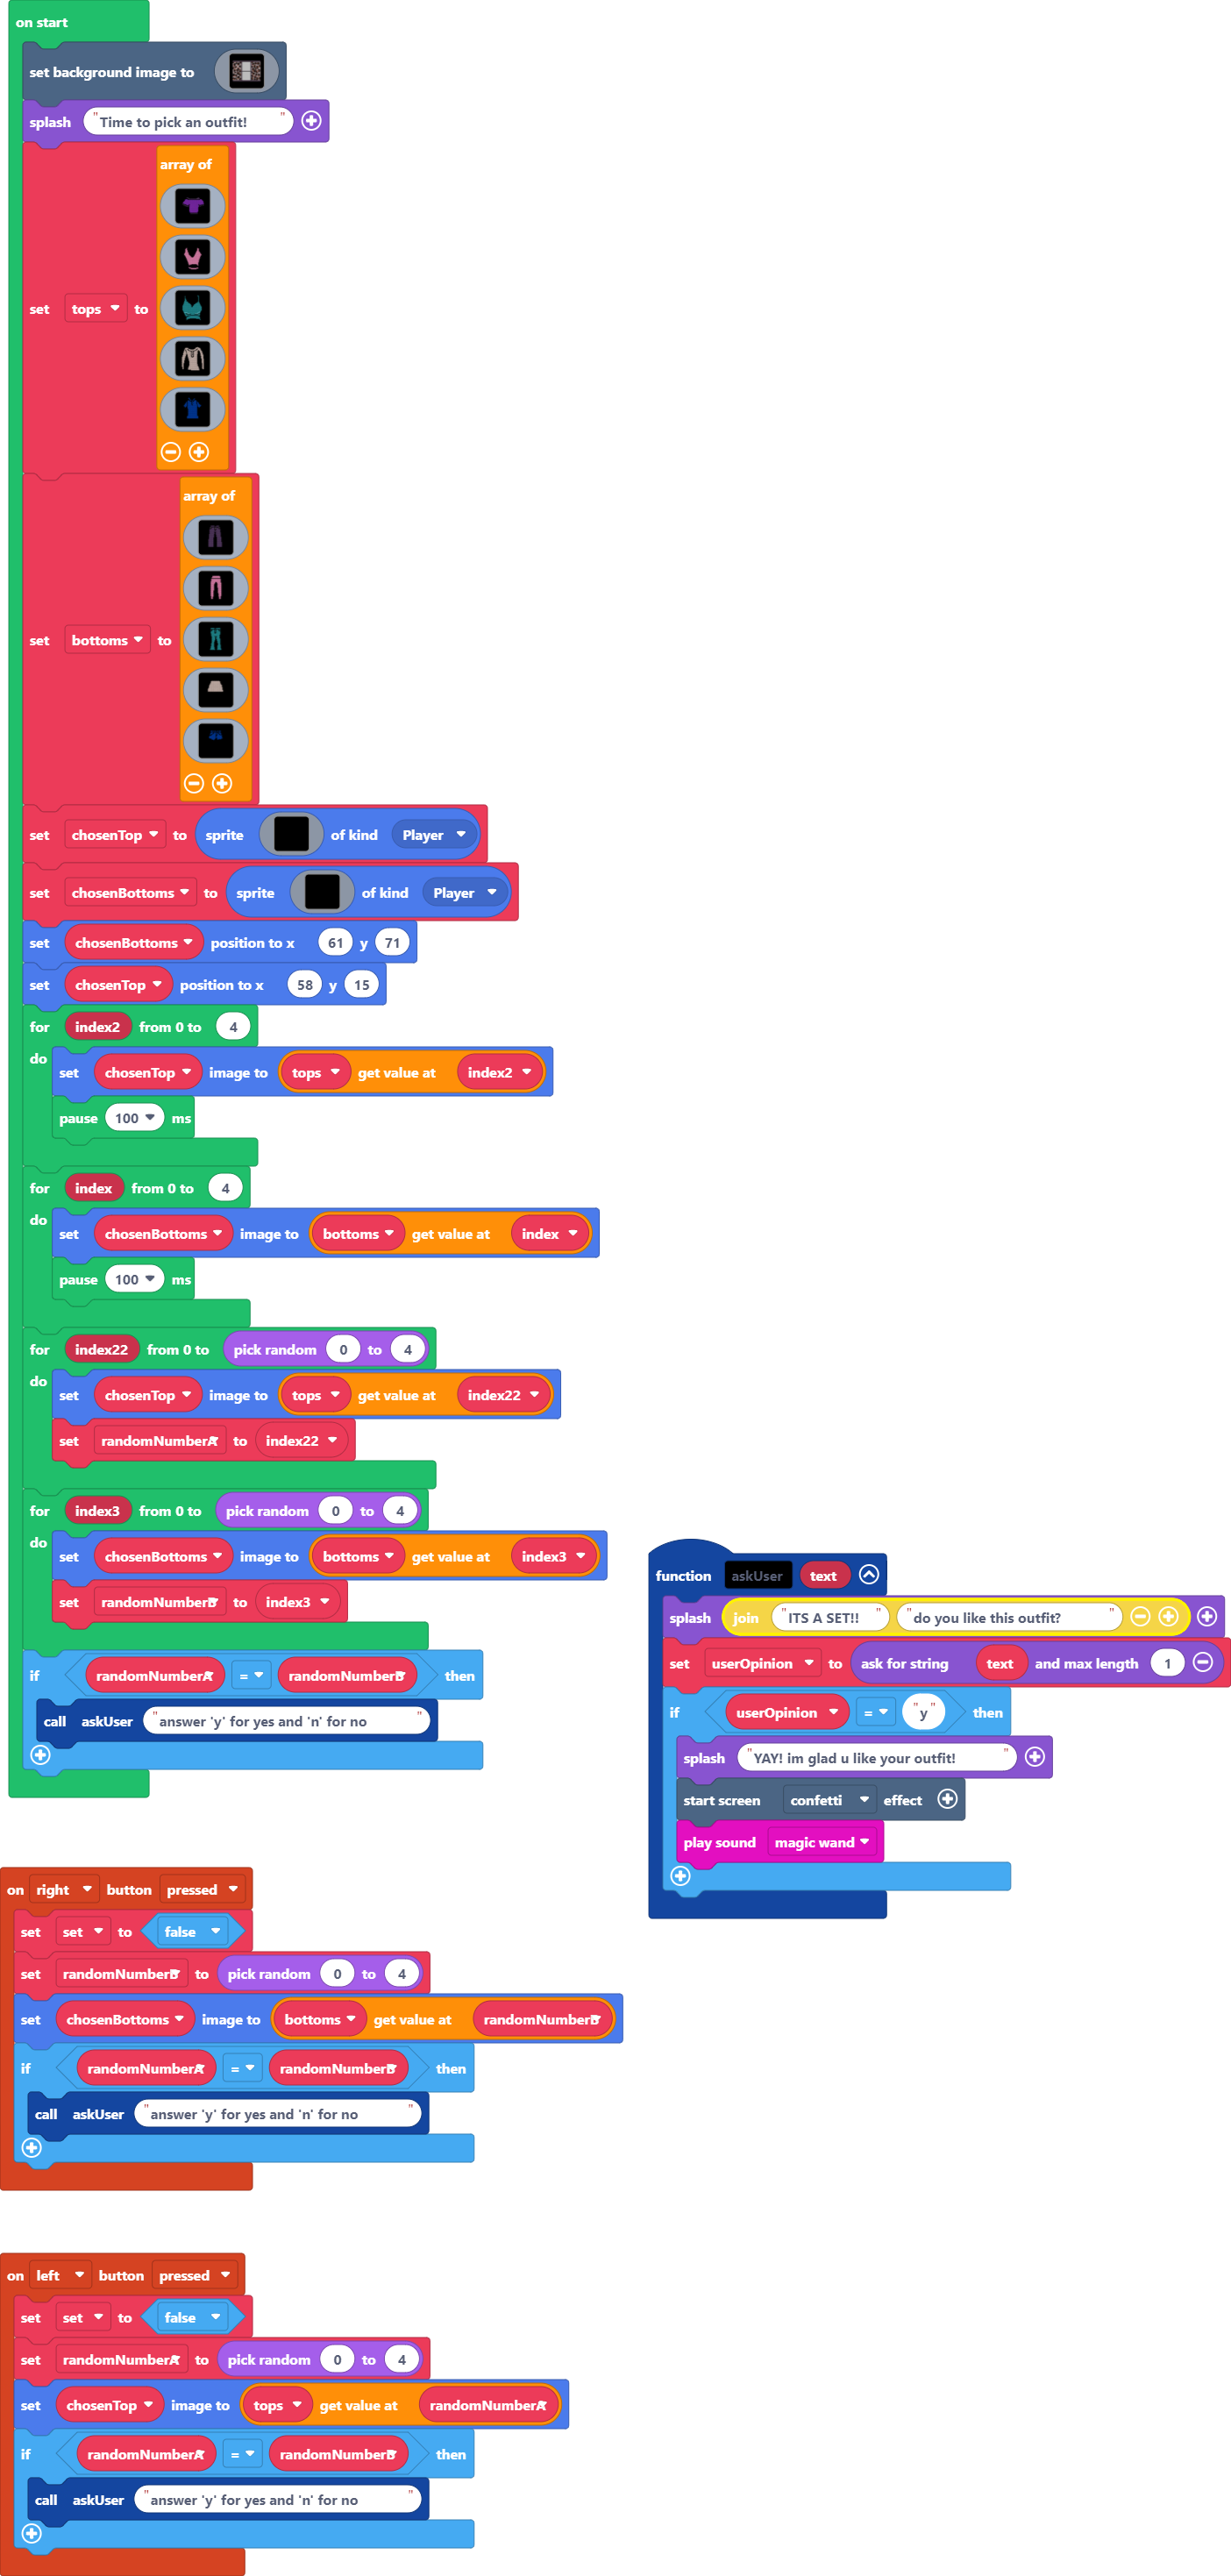 on start
set background image to
splash "Time to pick an outfit! "
array of
set tops to
array of
set bottoms to
set chosenTop to sprite of kind Player
set chosenBottoms to sprite of kind Player
set chosenBottoms position to x 61 y 71
set chosenTop position to x 58 y 15
for index2 from 0 to 4
do
set chosenTop image to tops get value at index2
pause 100 ms
for index from 0 to 4
do
set chosenBottoms image to bottoms get value at index
pause 100 ms
for index22 from 0 to pick random 0 to 4
do
set chosenTop image to tops get value at index22
set randomNumberA to index22
for index3 from 0 to pick random 0 to 4
do
set chosenBottoms image to bottoms get value at index3
set randomNumberB to index3
if randomNumberA = randomNumberB then
call askUser "answer 'y' for yes and 'n' for no "
function askUser text
splash join "ITS A SET!! " "do you like this outfit? "
set userOpinion to ask for string text and max length 1
if userOpinion = "y" then
splash "YAY! im glad u like your outfit! "
start screen confetti effect
play sound magic wand
on right button pressed
set set to false
set randomNumberB to pick random 0 to 4
set chosenBottoms image to bottoms get value at randomNumberB
if randomNumberA = randomNumberB then
call askUser "answer 'y' for yes and 'n' for no "
on left button pressed
set set to false
set randomNumberA to pick random 0 to 4
set chosenTop image to tops get value at randomNumberA
if randomNumberA = randomNumberB then
call askUser "answer 'y' for yes and 'n' for no "